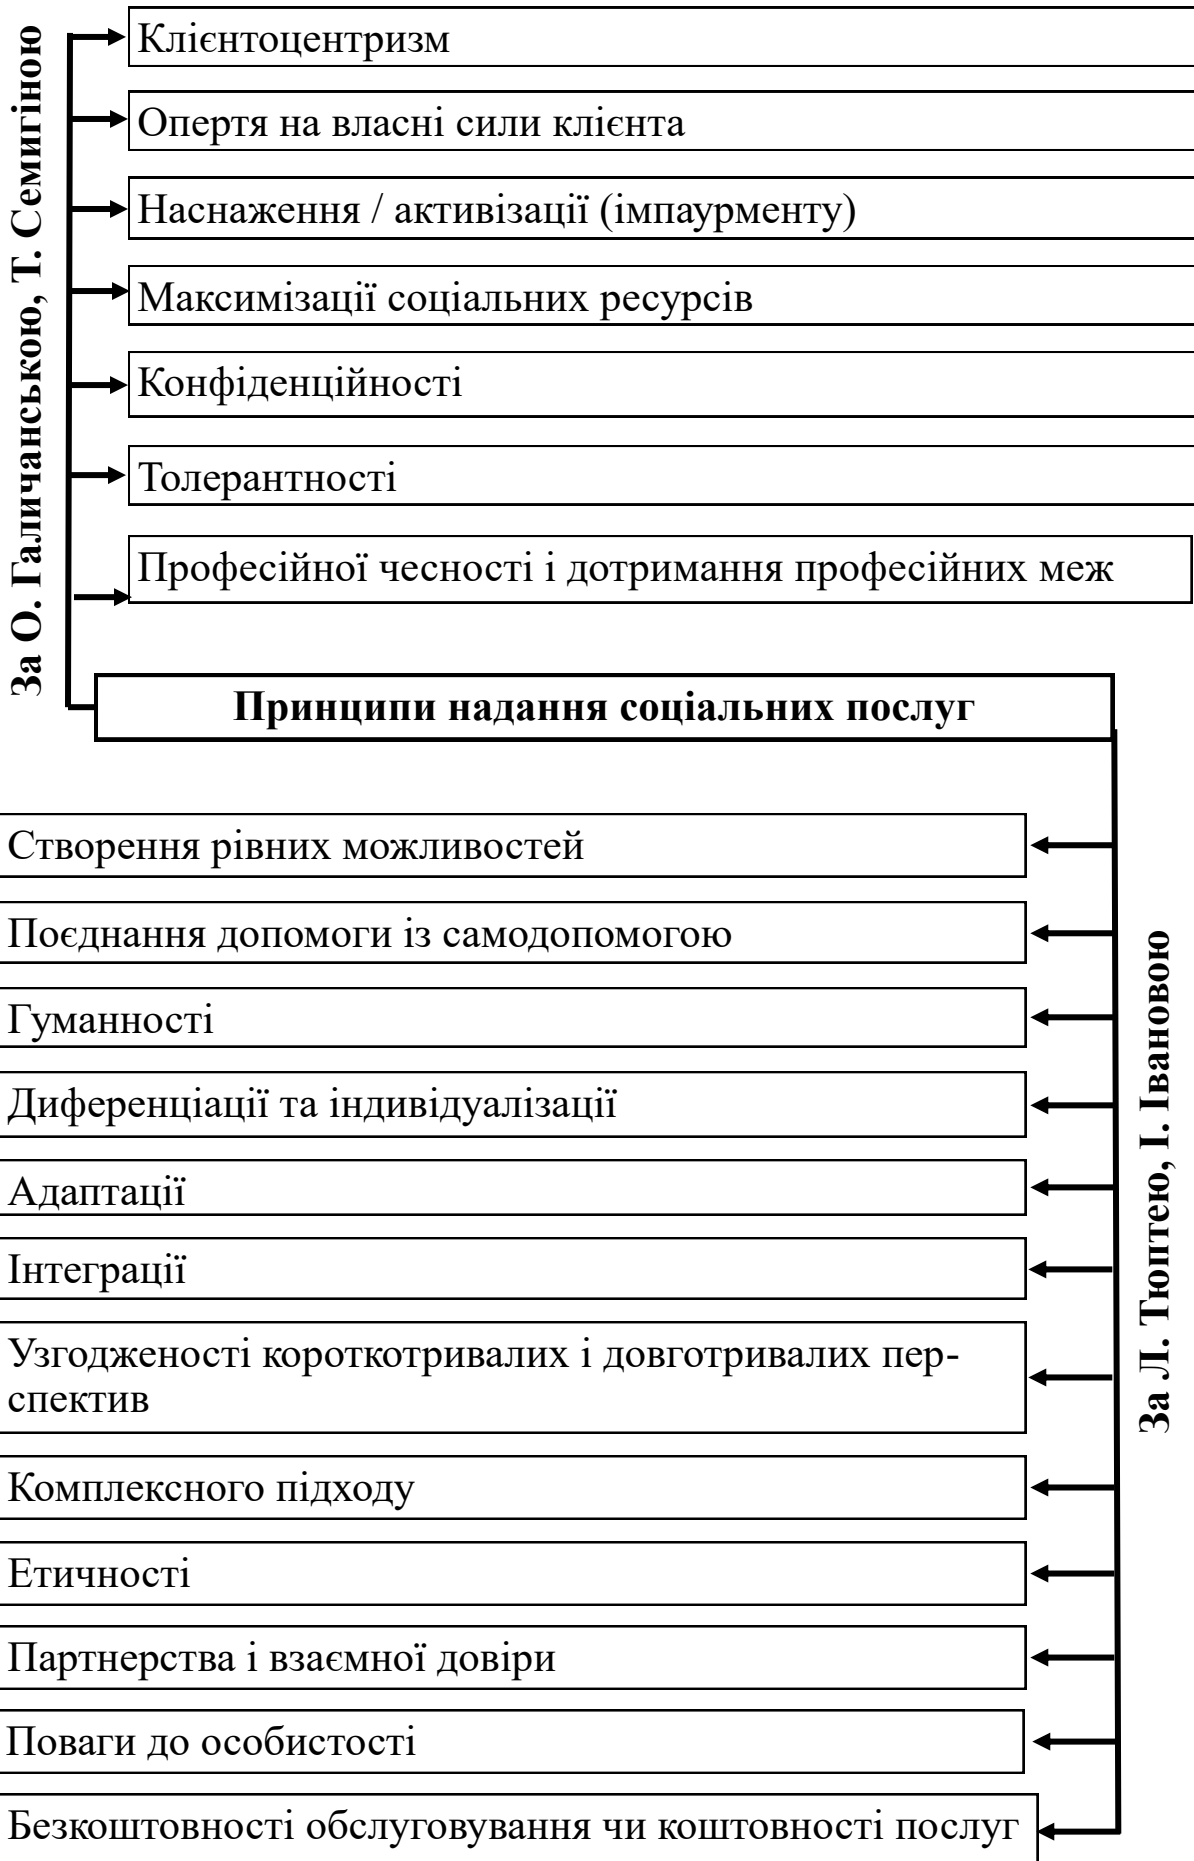 За О. Галичанською, Т. Семигіною
Клієнтоцентризм
Опертя на власні сили клієнта
Наснаження / активізації (імпаурменту)
Максимізації соціальних ресурсів
Конфіденційності
Толерантності
Професійної чесності і дотримання професійних меж
Принципи надання соціальних послуг
За Л. Тюптею, І. Івановою
Створення рівних можливостей
Поєднання допомоги із самодопомогою
Гуманності
Диференціації та індивідуалізації
Адаптації
Інтеграції
Узгодженості короткотривалих і довготривалих пер-
спектив
Комплексного підходу
Етичності
Партнерства і взаємної довіри
Поваги до особистості
Безкоштовності обслуговування чи коштовності послуг